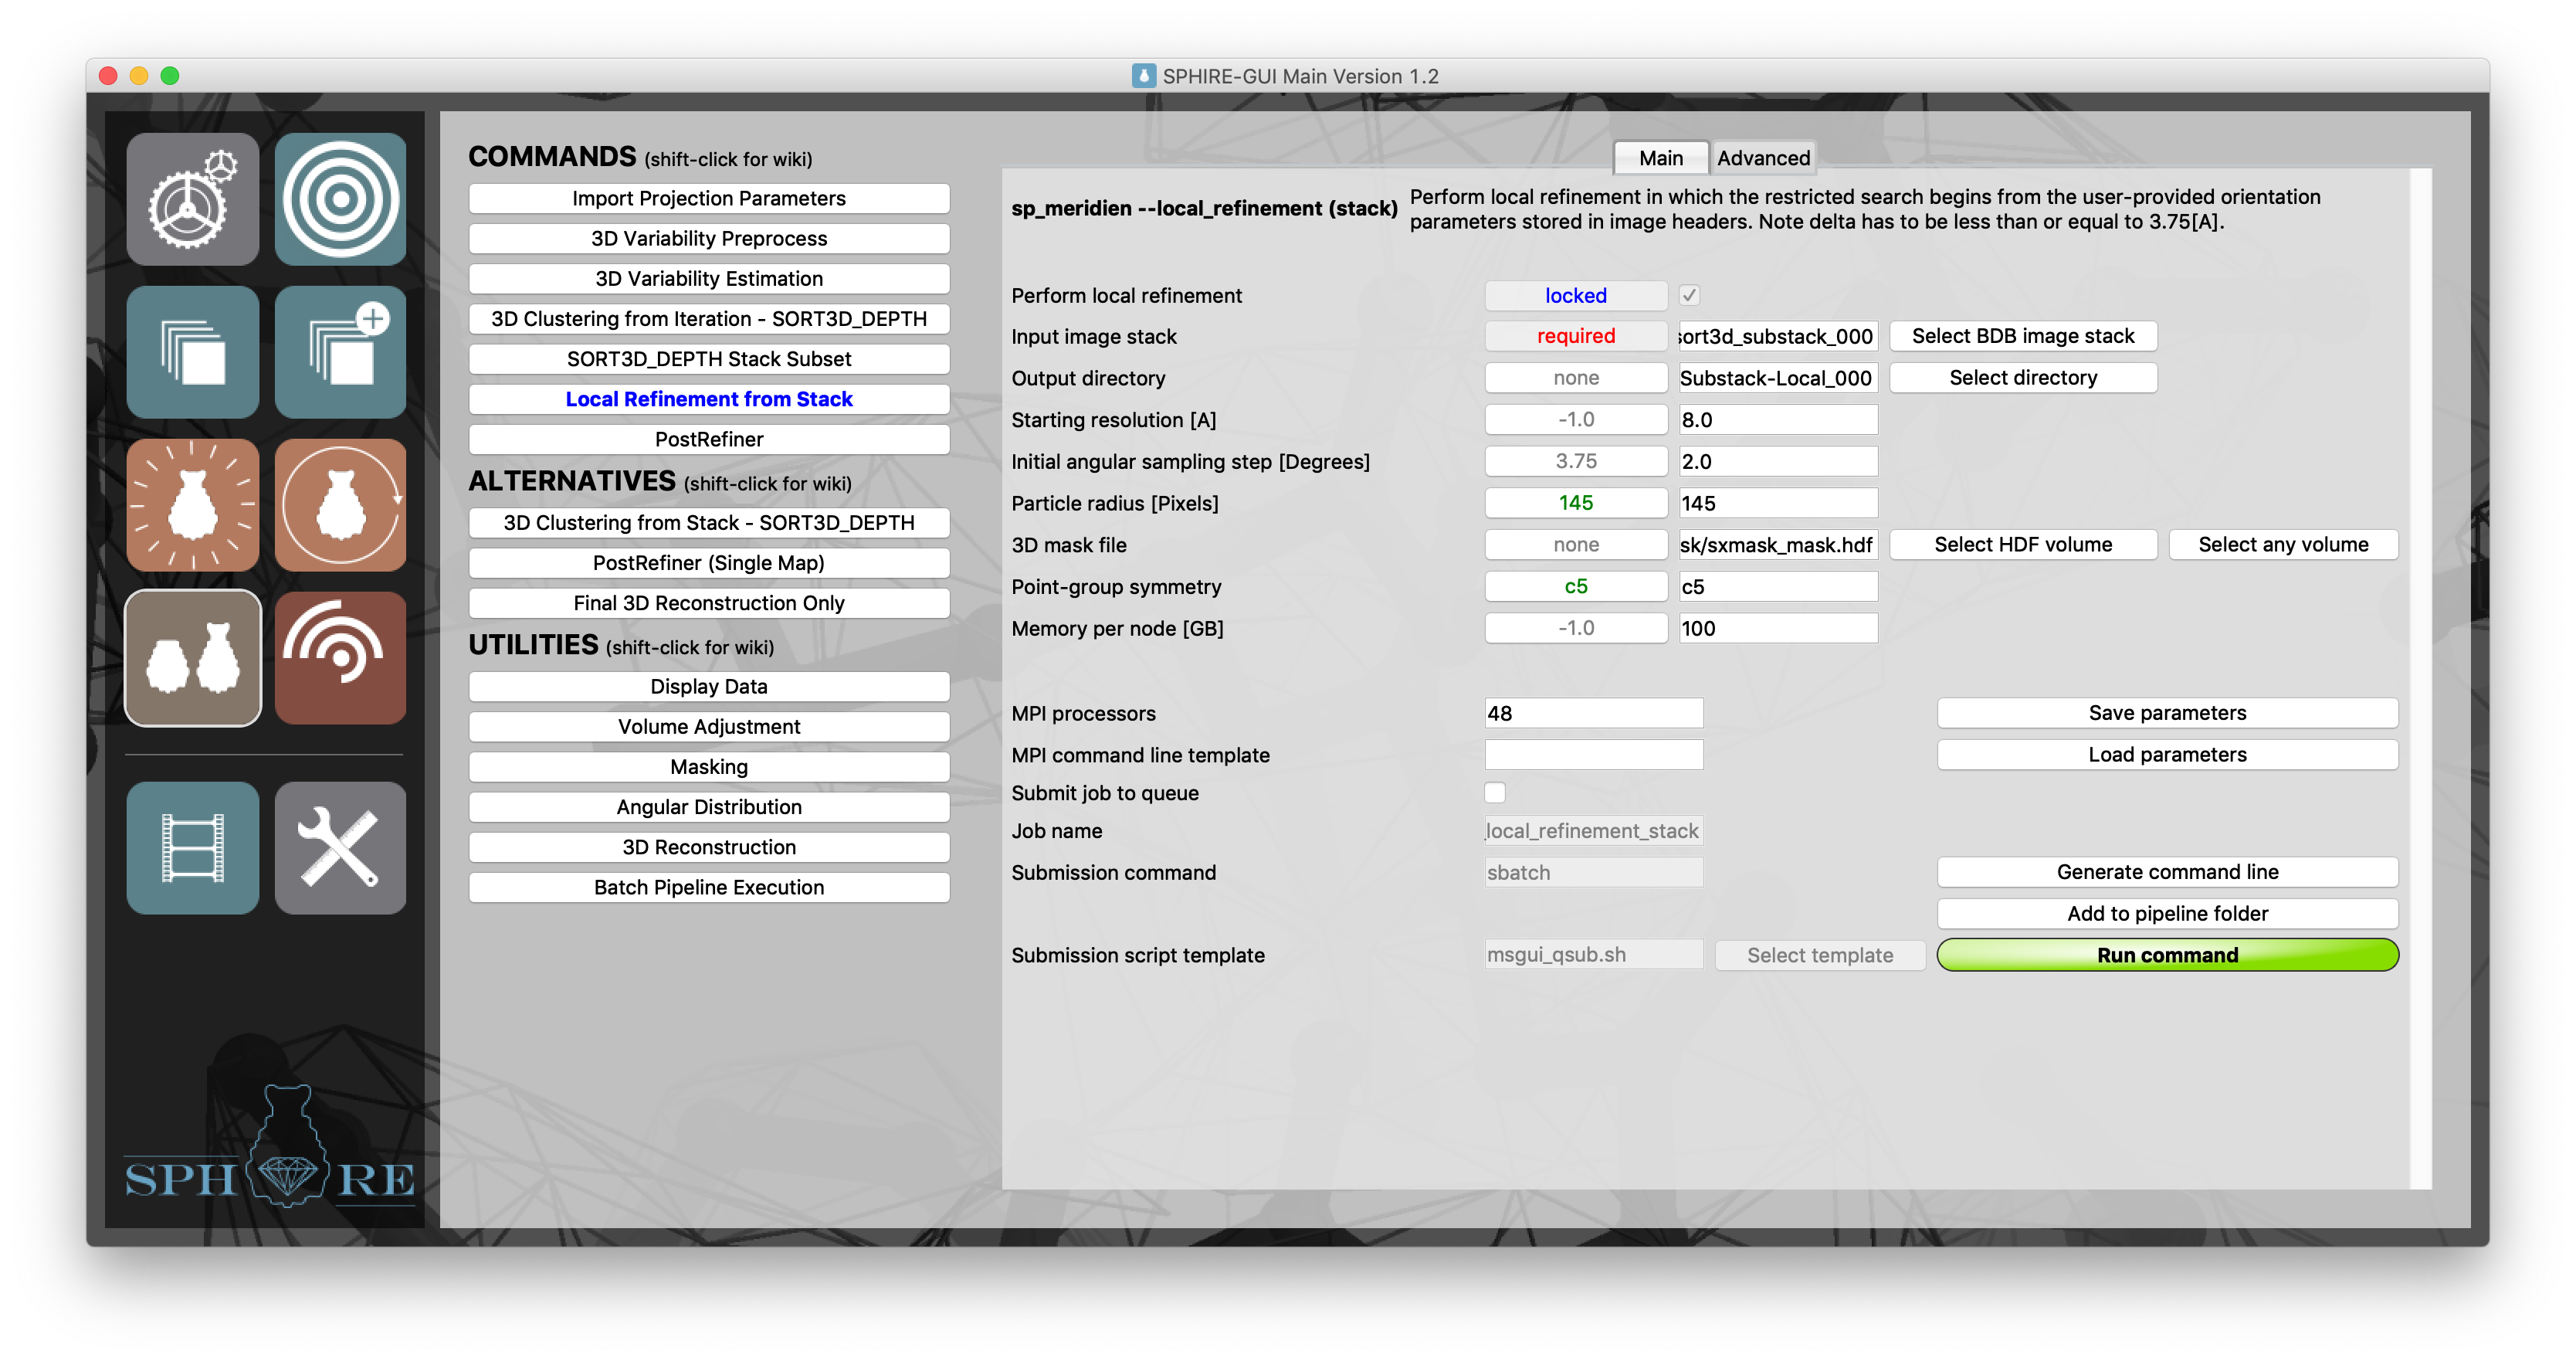 SPHIRE-GUI Main Version 1.2
COMMANDS (shift-click for wiki)
Import Projection Parameters
3D Variability Preprocess
3D Variability Estimation
3D Clustering from Iteration - SORT3D_DEPTH
SORT3D_DEPTH Stack Subset
Local Refinement from Stack
PostRefiner
ALTERNATIVES (shift-click for wiki)
3D Clustering from Stack - SORT3D_DEPTH
PostRefiner (Single Map)
Final 3D Reconstruction Only
UTILITIES (shift-click for wiki)
Display Data
Volume Adjustment
Masking
Angular Distribution
3D Reconstruction
Batch Pipeline Execution
SPH RE
Main Advanced
sp_meridien --local_refinement (stack)
Perform local refinement in which the restricted search begins from the user-provided orientation
parameters stored in image headers. Note delta has to be less than or equal to 3.75[A].
Perform local refinement locked
Input image stack required sort3d_substack_000 Select BDB image stack
Output directory none Substack-Local_000 Select directory
Starting resolution [A] -1.0 8.0
Initial angular sampling step [Degrees] 3.75 2.0
Particle radius [Pixels] 145 145
3D mask file none sk/sxmask_mask.hdf Select HDF volume Select any volume
Point-group symmetry c5 c5
Memory per node [GB] -1.0 100
MPI processors 48 Save parameters
MPI command line template Load parameters
Submit job to queue
Job name _local_refinement_stack
Submission command sbatch Generate command line
Add to pipeline folder
Submission script template msgui_qsub.sh Select template Run command